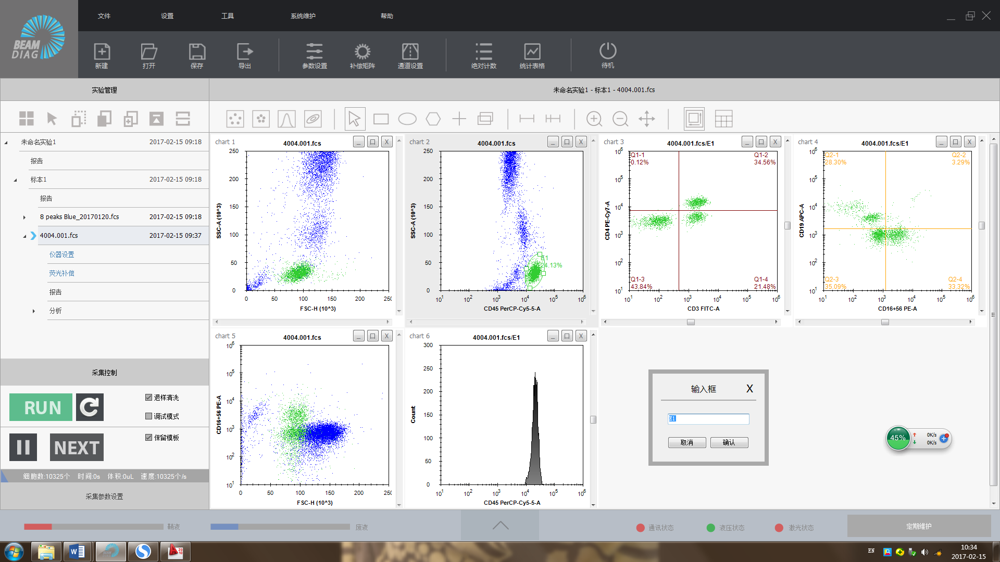 BEAM
DIAG
文件 设置 工具 系统维护 帮助
新建 打开 保存 导出 参数设置 补偿矩阵 通道设置 绝对计数 统计表格 待机
实验管理
未命名实验1 - 标本1 - 4004.001.fcs
未命名实验1 2017-02-15 09:18
报告
标本1 2017-02-15 09:18
报告
8 peaks Blue_20170120.fcs 2017-02-15 09:18
4004.001.fcs 2017-02-15 09:37
仪器设置
荧光补偿
报告
分析
采集控制
RUN
退样清洗
调试模式
NEXT
保留模板
细胞数:10325个 时间:0s 体积:0uL 速度:10325个/s
采集参数设置
chart 1
4004.001.fcs
_ 口 X
250
200
150
100
50
0
SSC-A (10^3)
0 50 100 150 200 250
FSC-H (10^3)
chart 2
4004.001.fcs
_ 口 X
250
200
150
100
50
0
SSC-A (10^3)
E1
24.13%
10^1 10^2 10^3 10^4 10^5 10^6
CD45 PerCP-Cy5-5-A
chart 3
4004.001.fcs/E1
_ 口 X
10^6
10^5
10^4
10^3
10^2
10^1
CD4 PE-Cy7-A
Q1-1 Q1-2
0.12% 34.56%
Q1-3 Q1-4
43.84% 21.48%
10^1 10^2 10^3 10^4 10^5 10^6
CD3 FITC-A
chart 4
4004.001.fcs/E1
_ 口 X
10^6
10^5
10^4
10^3
10^2
10^1
CD19 APC-A
Q2-1 Q2-2
28.30% 3.29%
Q2-3 Q2-4
35.09% 33.32%
10^1 10^2 10^3 10^4 10^5 10^6
CD16+56 PE-A
chart 5
4004.001.fcs
_ 口 X
10^6
10^5
10^4
10^3
10^2
10^1
CD16+56 PE-A
0 50 100 150 200 250
FSC-H (10^3)
chart 6
4004.001.fcs/E1
_ 口 X
300
250
200
150
100
50
0
Count
10^1 10^2 10^3 10^4 10^5 10^6
CD45 PerCP-Cy5-5-A
输入框 X
E1
取消 确认
45%
0K/s
0K/s
鞘液 废液 通讯状态 液压状态 激光状态 定期维护
EN
10:34
2017-02-15